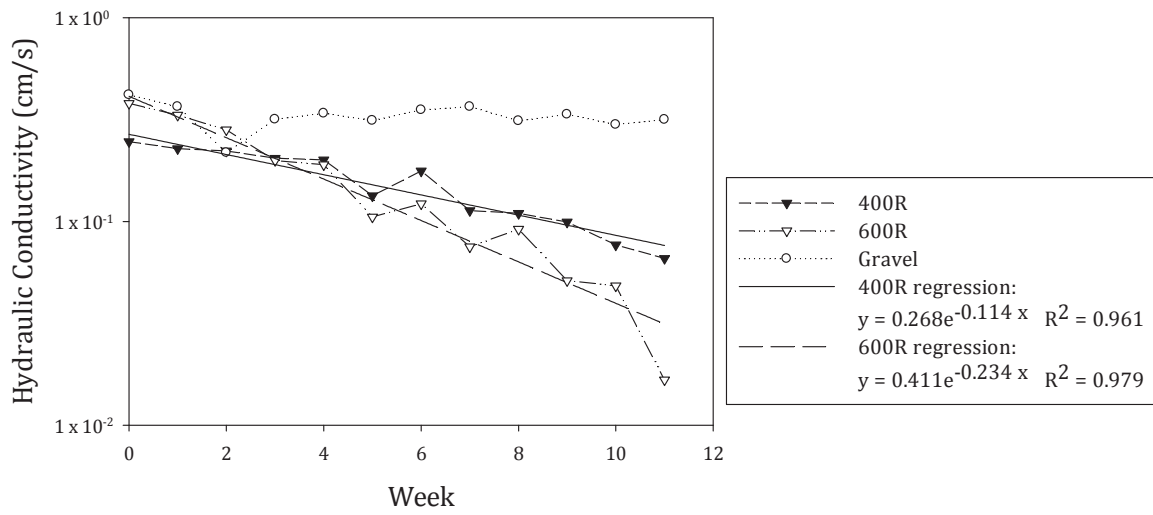 1 x 10⁰
1 x 10⁻¹
1 x 10⁻²
Hydraulic Conductivity (cm/s)
0 2 4 6 8 10 12
Week
400R
600R
Gravel
400R regression:
y = 0.268e⁻⁰·¹¹⁴ ˣ R² = 0.961
600R regression:
y = 0.411e⁻⁰·²³⁴ ˣ R² = 0.979